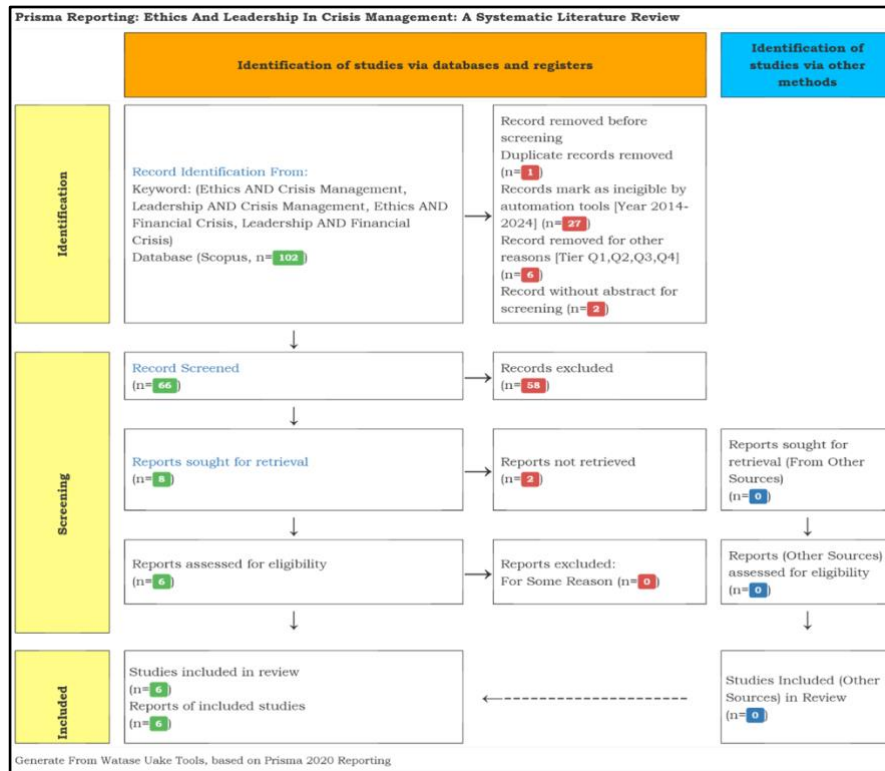 Prisma Reporting: Ethics And Leadership In Crisis Management: A Systematic Literature Review
Identification of studies via databases and registers
Identification of
studies via other
methods
Identification
Record Identification From:
Keyword: (Ethics AND Crisis Management,
Leadership AND Crisis Management, Ethics AND
Financial Crisis, Leadership AND Financial
Crisis)
Database (Scopus, n= 102 )
Record removed before
screening
Duplicate records removed
(n= 1 )
Records mark as ineigible by
automation tools [Year 2014-
2024] (n= 27 )
Record removed for other
reasons [Tier Q1,Q2,Q3,Q4]
(n= 6 )
Record without abstract for
screening (n= 2 )
Screening
Record Screened
(n= 66 )
Records excluded
(n= 58 )
Reports sought for retrieval
(n= 8 )
Reports not retrieved
(n= 2 )
Reports sought for
retrieval (From Other
Sources)
(n= 0 )
Reports assessed for eligibility
(n= 6 )
Reports excluded:
For Some Reason (n= 0 )
Reports (Other Sources)
assessed for eligibility
(n= 0 )
Included
Studies included in review
(n= 6 )
Reports of included studies
(n= 6 )
Studies Included (Other
Sources) in Review
(n= 0 )
Generate From Watase Uake Tools, based on Prisma 2020 Reporting